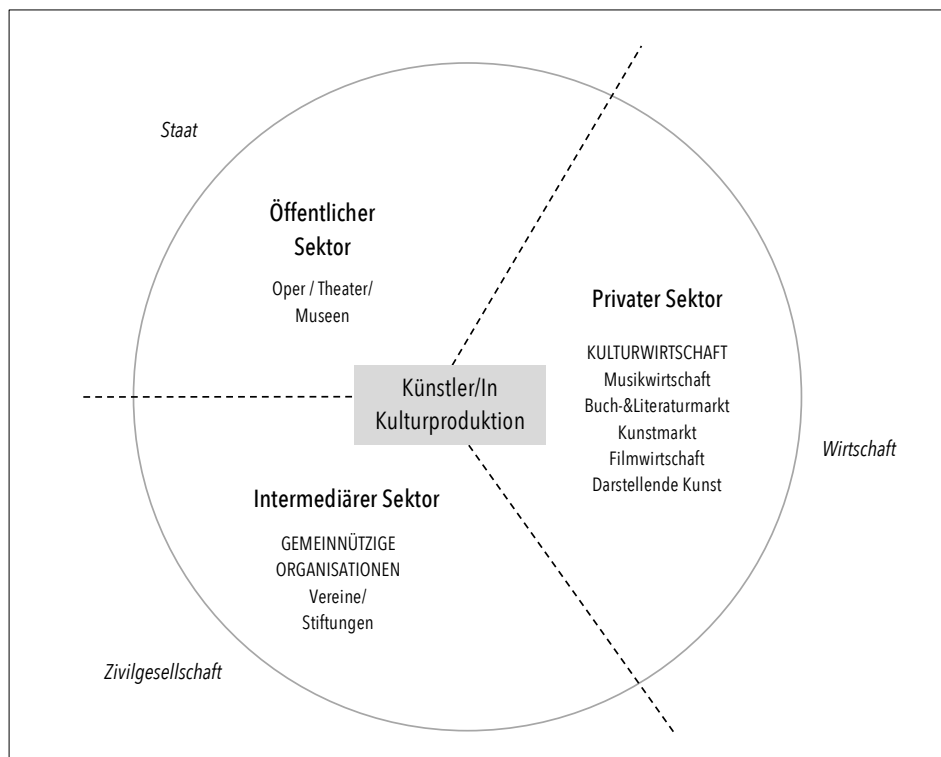 Staat
Öffentlicher
Sektor
Oper / Theater/
Museen
Privater Sektor
KULTURWIRTSCHAFT
Musikwirtschaft
Buch-&Literaturmarkt
Kunstmarkt
Filmwirtschaft
Darstellende Kunst
Wirtschaft
Künstler/In
Kulturproduktion
Intermediärer Sektor
GEMEINNÜTZIGE
ORGANISATIONEN
Vereine/
Stiftungen
Zivilgesellschaft